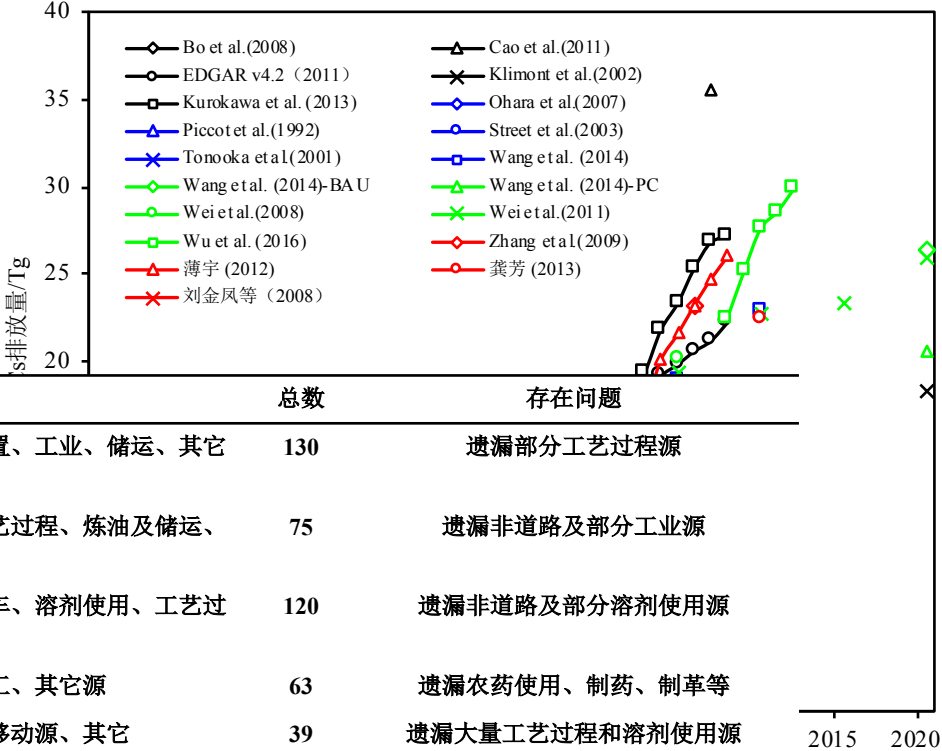 40
35
30
25
20
s排放量/Tg
Bo et al.(2008)
Cao et al.(2011)
EDGAR v4.2（2011）
Klimont et al.(2002)
Kurokawa et al. (2013)
Ohara et al.(2007)
Piccot et al.(1992)
Street et al.(2003)
Tonooka et al.(2001)
Wang et al. (2014)
Wang et al. (2014)-BAU
Wang et al. (2014)-PC
Wei et al.(2008)
Wei et al.(2011)
Wu et al. (2016)
Zhang et al.(2009)
薄宇 (2012)
龚芳 (2013)
刘金凤等（2008）
总数 存在问题
、工业、储运、其它 130 遗漏部分工艺过程源
艺过程、炼油及储运、 75 遗漏非道路及部分工业源
、溶剂使用、工艺过 120 遗漏非道路及部分溶剂使用源
、其它源 63 遗漏农药使用、制药、制革等
移动源、其它 39 遗漏大量工艺过程和溶剂使用源
2015 2020